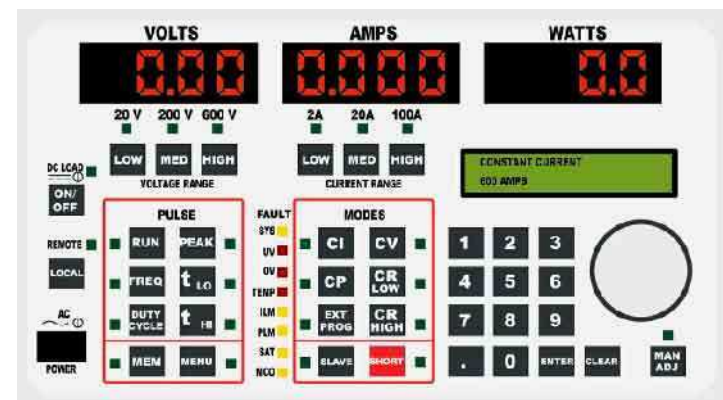 VOLTS AMPS WATTS
0.00 0.000 0.0
20 V 200 V 600 V 2A 20A 100A
LOW MED HIGH LOW MED HIGH
VOLTAGE RANGE CURRENT RANGE
CONSTANT CURRENT
600 AMPS
DC LOAD
ON/
OFF
REMOTE
LOCAL
AC
POWER
PULSE
RUN PEAK
FREQ t LO
DUTY
CYCLE
t HI
MEM MENU
FAULT
SYS
UV
OV
TEMP
ILM
PLM
SAT
NCO
MODES
CI CV
CP CR
LOW
EXT
PROG
CR
HIGH
SLAVE SHORT
1 2 3
4 5 6
7 8 9
. 0 ENTER CLEAR
MAN
ADJ